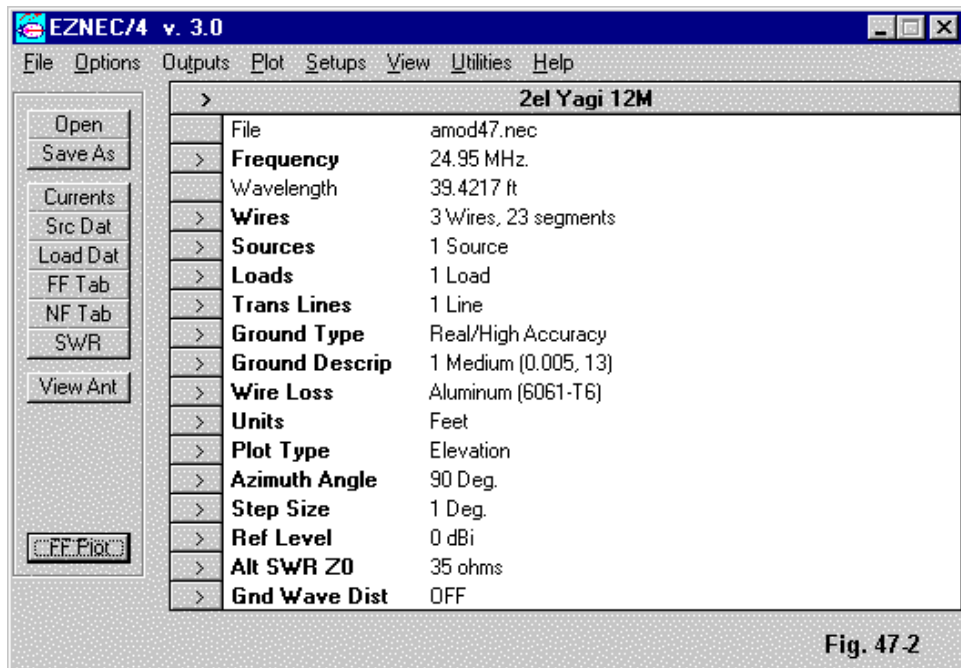 EZNEC/4 v. 3.0
File Options Outputs Plot Setups View Utilities Help
> 2el Yagi 12M
Open
Save As
Currents
Src Dat
Load Dat
FF Tab
NF Tab
SWR
View Ant
FF Plot
File amod47.nec
> Frequency 24.95 MHz.
Wavelength 39.4217 ft
> Wires 3 Wires, 23 segments
> Sources 1 Source
> Loads 1 Load
> Trans Lines 1 Line
> Ground Type Real/High Accuracy
> Ground Descrip 1 Medium (0.005, 13)
> Wire Loss Aluminum (6061-T6)
> Units Feet
> Plot Type Elevation
> Azimuth Angle 90 Deg.
> Step Size 1 Deg.
> Ref Level 0 dBi
> Alt SWR Z0 35 ohms
> Gnd Wave Dist OFF
Fig. 47-2